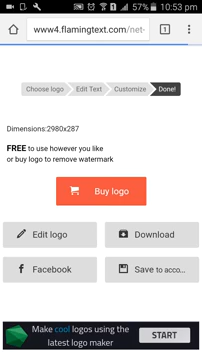 57% 10:53 pm
www4.flamingtext.com/net-
1
Choose logo Edit Text Customize Done!
Dimensions:2980x287
FREE to use however you like
or buy logo to remove watermark
Buy logo
Edit logo Download
Facebook Save to acco...
Make cool logos using the
latest logo maker
START